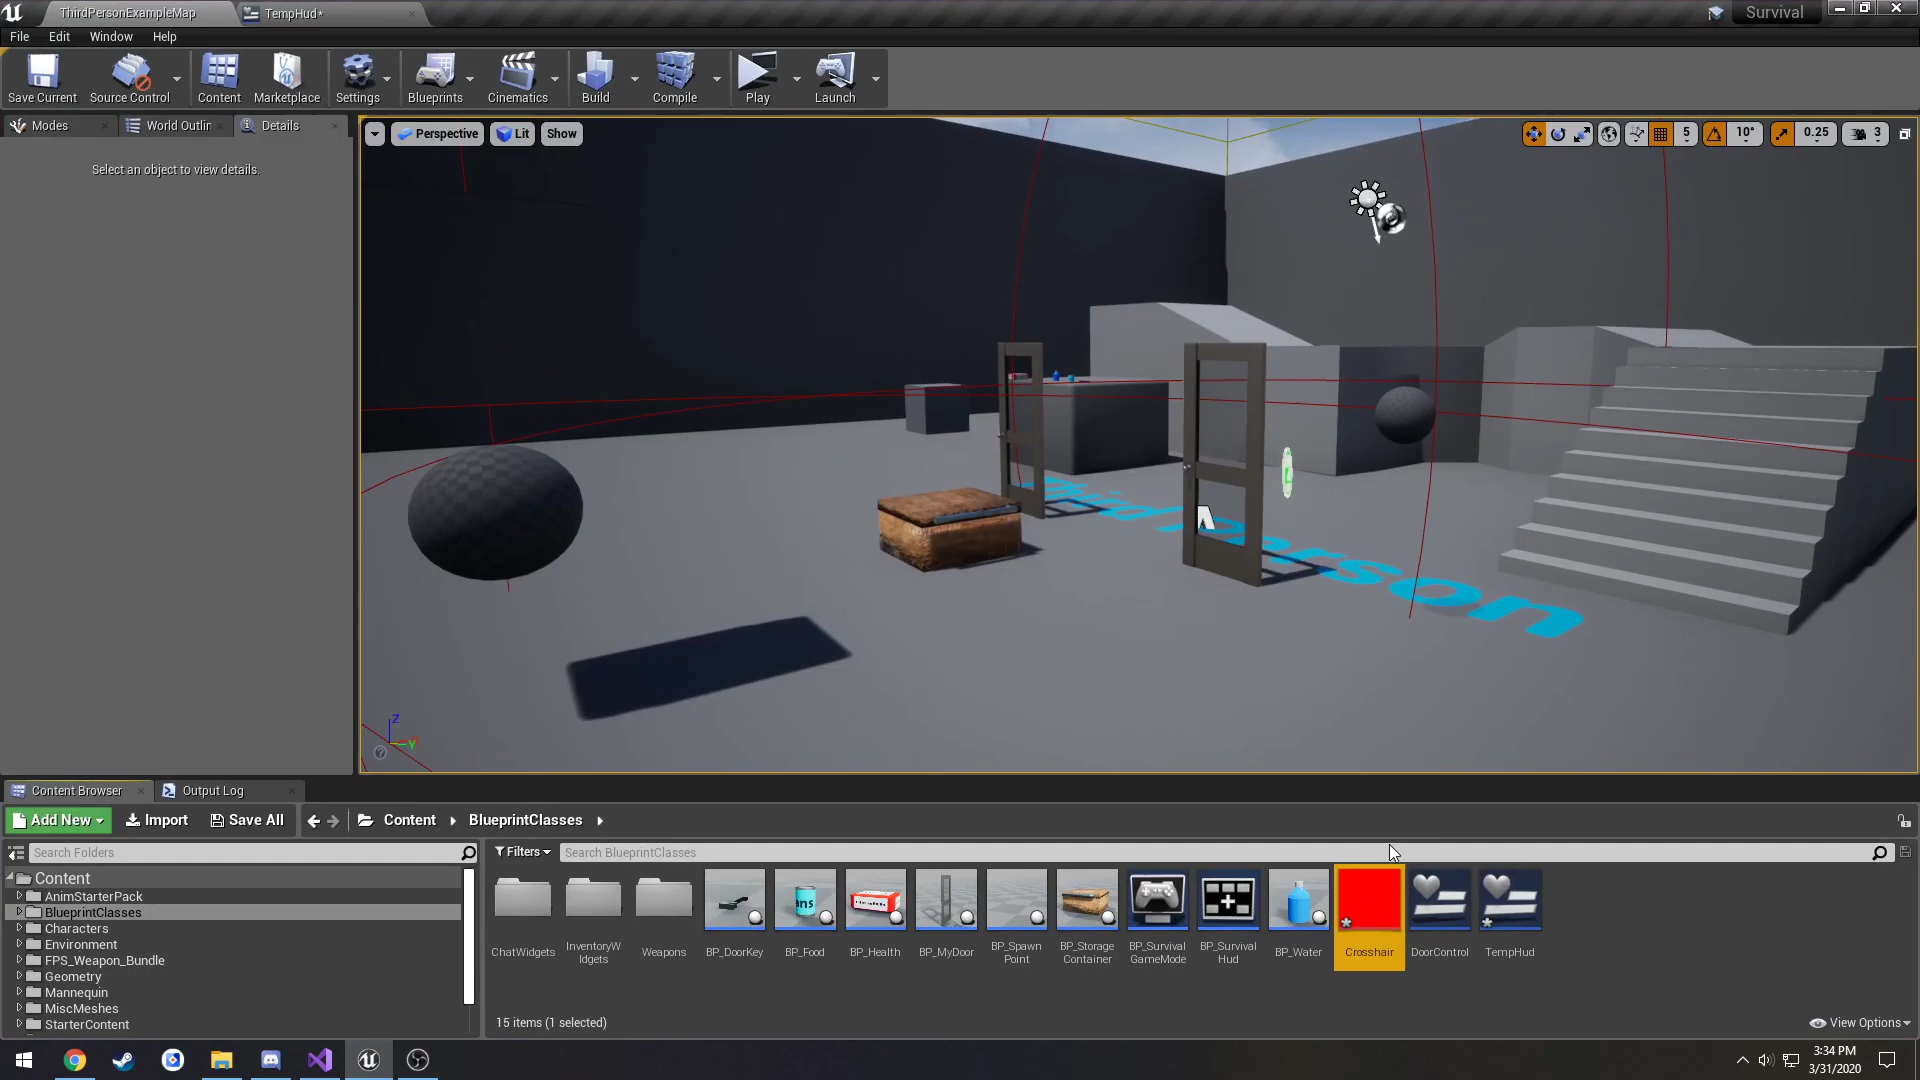 ThirdPersonExampleMap
TempHud*
Survival
File
Edit
Window
Help
Save Current
Source Control
Content
Marketplace
Settings
Blueprints
Cinematics
Build
Compile
Play
Launch
Modes
World Outlin
Details
Perspective
Lit
Show
5
10°
0.25
3
Select an object to view details.
Z
Y
Content Browser
Output Log
Add New
Import
Save All
Content
BlueprintClasses
Search Folders
Filters
Search BlueprintClasses
Content
AnimStarterPack
BlueprintClasses
Characters
Environment
FPS_Weapon_Bundle
Geometry
Mannequin
MiscMeshes
StarterContent
ChatWidgets
InventoryW
idgets
Weapons
BP_DoorKey
BP_Food
BP_Health
BP_MyDoor
BP_Spawn
Point
BP_Storage
Container
BP_Survival
GameMode
BP_Survival
Hud
BP_Water
Crosshair
DoorControl
TempHud
15 items (1 selected)
View Options
3:34 PM
3/31/2020